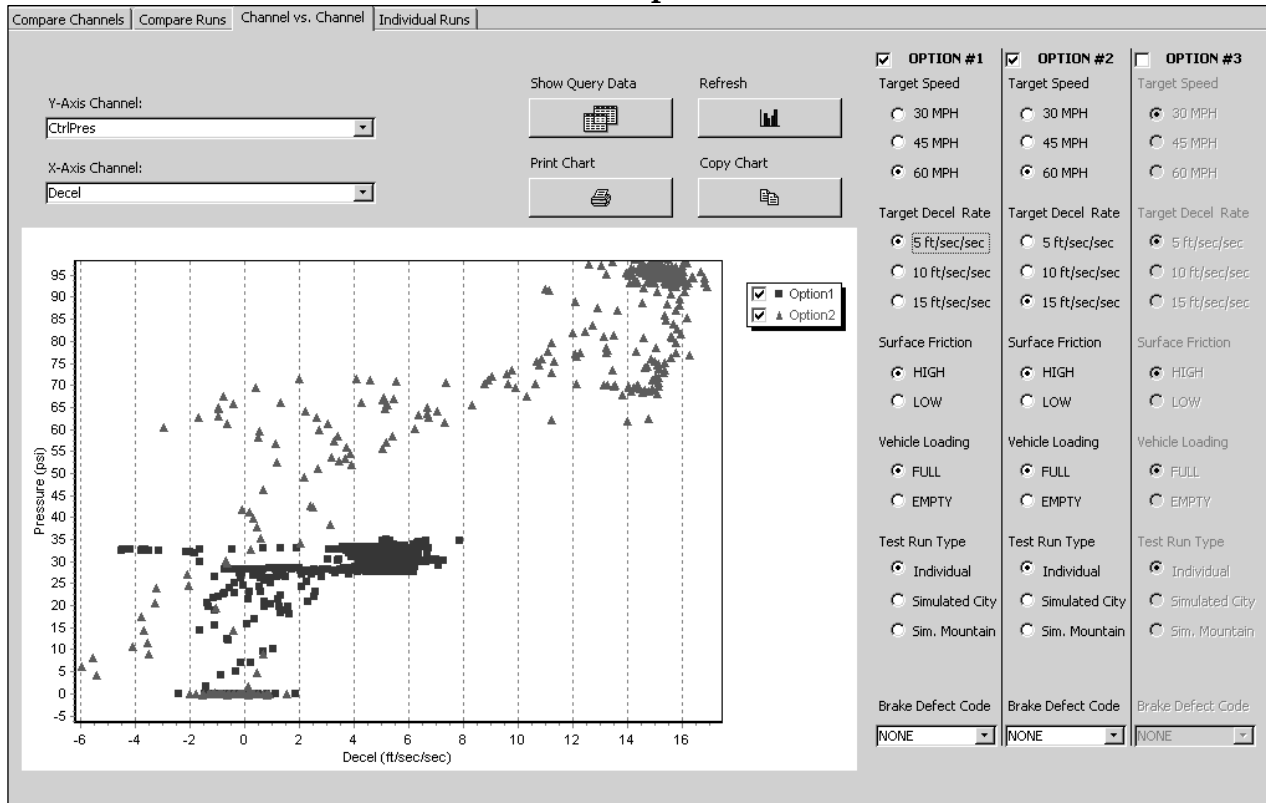 Compare Channels Compare Runs Channel vs. Channel Individual Runs
Y-Axis Channel:
CtrlPres
X-Axis Channel:
Decel
Show Query Data
Refresh
Print Chart
Copy Chart
95
90
85
80
75
70
65
60
55
50
45
40
35
30
25
20
15
10
5
0
-5
Pressure (psi)
-6 -4 -2 0 2 4 6 8 10 12 14 16
Decel (ft/sec/sec)
Option1
Option2
OPTION #1
Target Speed
30 MPH
45 MPH
60 MPH
Target Decel Rate
5 ft/sec/sec
10 ft/sec/sec
15 ft/sec/sec
Surface Friction
HIGH
LOW
Vehicle Loading
FULL
EMPTY
Test Run Type
Individual
Simulated City
Sim. Mountain
Brake Defect Code
NONE
OPTION #2
Target Speed
30 MPH
45 MPH
60 MPH
Target Decel Rate
5 ft/sec/sec
10 ft/sec/sec
15 ft/sec/sec
Surface Friction
HIGH
LOW
Vehicle Loading
FULL
EMPTY
Test Run Type
Individual
Simulated City
Sim. Mountain
Brake Defect Code
NONE
OPTION #3
Target Speed
30 MPH
45 MPH
60 MPH
Target Decel Rate
5 ft/sec/sec
10 ft/sec/sec
15 ft/sec/sec
Surface Friction
HIGH
LOW
Vehicle Loading
FULL
EMPTY
Test Run Type
Individual
Simulated City
Sim. Mountain
Brake Defect Code
NONE